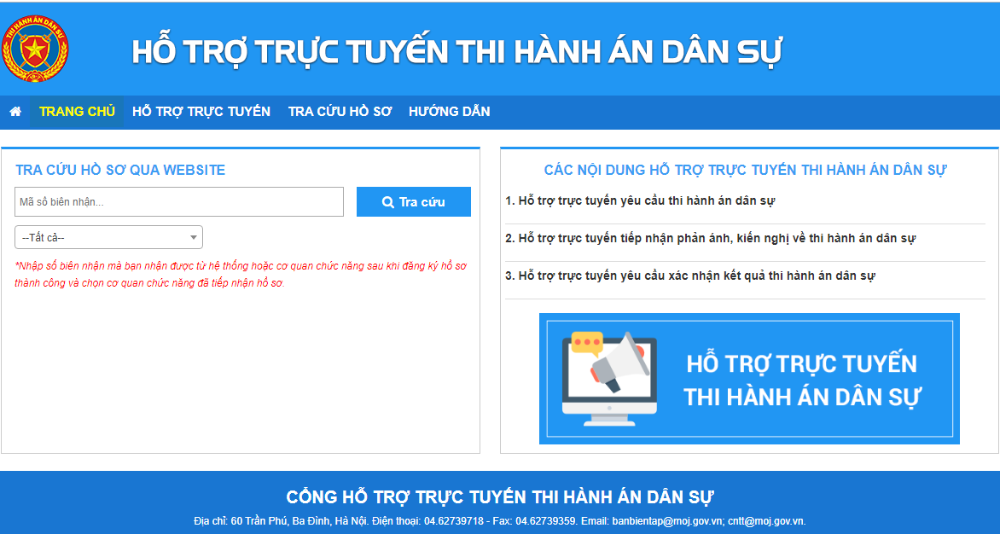 THI HÀNH ÁN DÂN SỰ
HỖ TRỢ TRỰC TUYẾN THI HÀNH ÁN DÂN SỰ
TRANG CHỦ HỖ TRỢ TRỰC TUYẾN TRA CỨU HỒ SƠ HƯỚNG DẪN
TRA CỨU HỒ SƠ QUA WEBSITE
Mã số biên nhận...
Tra cứu
--Tất cả--
*Nhập số biên nhận mà bạn nhận được từ hệ thống hoặc cơ quan chức năng sau khi đăng ký hồ sơ
thành công và chọn cơ quan chức năng đã tiếp nhận hồ sơ.
CÁC NỘI DUNG HỖ TRỢ TRỰC TUYẾN THI HÀNH ÁN DÂN SỰ
1. Hỗ trợ trực tuyến yêu cầu thi hành án dân sự
2. Hỗ trợ trực tuyến tiếp nhận phản ánh, kiến nghị về thi hành án dân sự
3. Hỗ trợ trực tuyến yêu cầu xác nhận kết quả thi hành án dân sự
HỖ TRỢ TRỰC TUYẾN
THI HÀNH ÁN DÂN SỰ
CỔNG HỖ TRỢ TRỰC TUYẾN THI HÀNH ÁN DÂN SỰ
Địa chỉ: 60 Trần Phú, Ba Đình, Hà Nội. Điện thoại: 04.62739718 - Fax: 04.62739359. Email: banbientap@moj.gov.vn; cntt@moj.gov.vn.